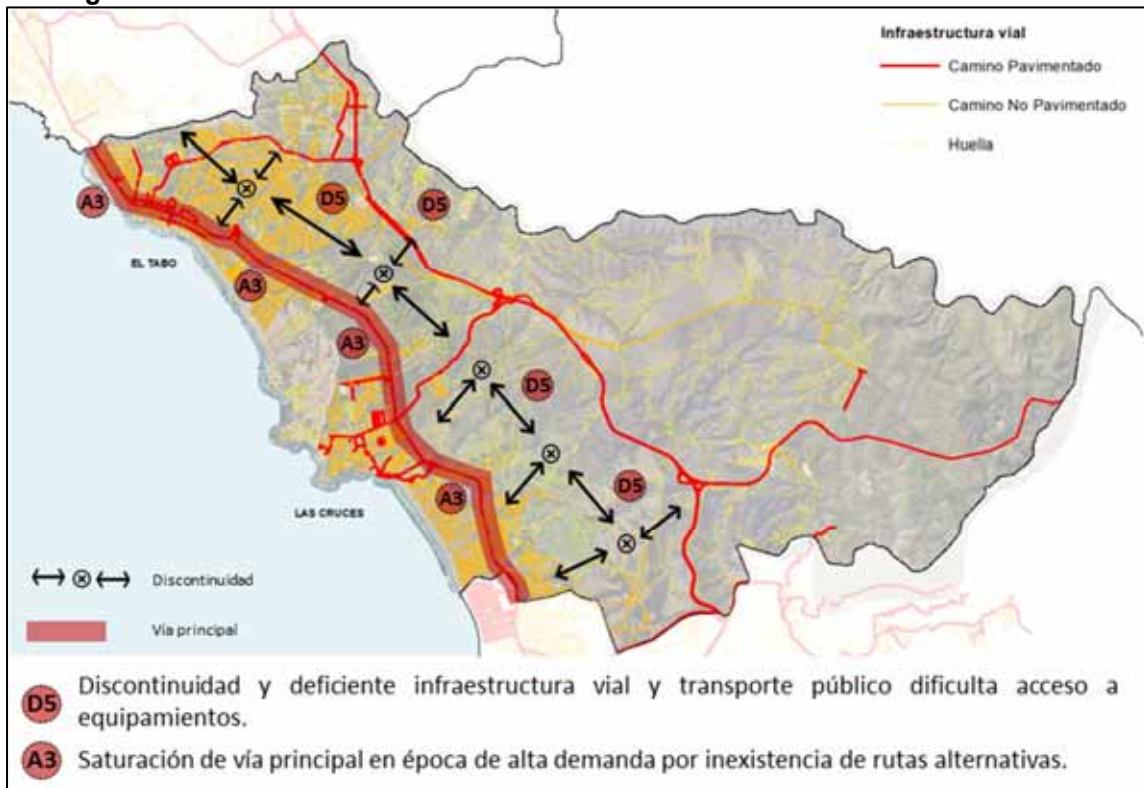 Infraestructura vial
Camino Pavimentado
Camino No Pavimentado
Huella
A3
D5
D5
EL TABO
A3
A3
D5
D5
A3
LAS CRUCES
Discontinuidad
Vía principal
D5 Discontinuidad y deficiente infraestructura vial y transporte público dificulta acceso a
equipamientos.
A3 Saturación de vía principal en época de alta demanda por inexistencia de rutas alternativas.